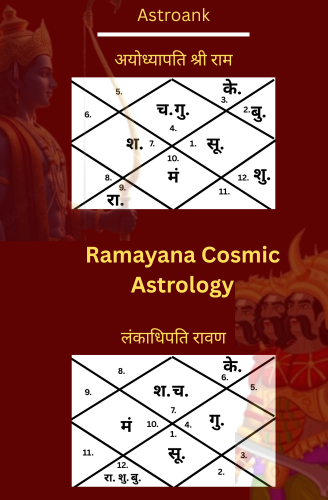 Astroank
अयोध्यापति श्री राम
5.
के.
3.
6.
च.गु.
2.
बु.
4.
श.
7.
1.
सू.
10.
मं
8.
12.
शु.
9.
11.
रा.
Ramayana Cosmic
Astrology
लंकाधिपति रावण
8.
के.
6.
9.
श.च.
5.
7.
मं
10.
4.
गु.
1.
सू.
11.
3.
12.
2.
रा. शु. बु.